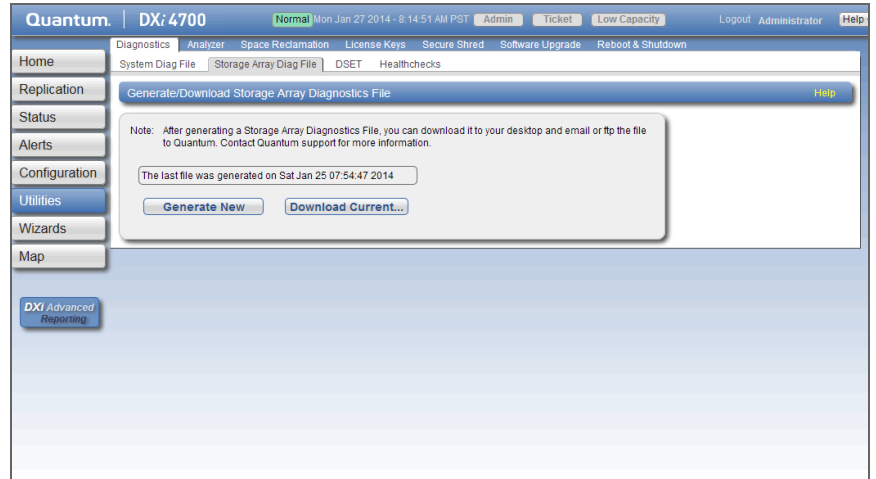 Quantum. DXi 4700 Normal Mon Jan 27 2014 - 8:14:51 AM PST Admin Ticket Low Capacity Logout Administrator Help
Diagnostics Analyzer Space Reclamation License Keys Secure Shred Software Upgrade Reboot & Shutdown
System Diag File Storage Array Diag File DSET Healthchecks
Home
Replication
Status
Alerts
Configuration
Utilities
Wizards
Map
DXi Advanced
Reporting
Generate/Download Storage Array Diagnostics File Help
Note: After generating a Storage Array Diagnostics File, you can download it to your desktop and email or ftp the file
to Quantum. Contact Quantum support for more information.
The last file was generated on Sat Jan 25 07:54:47 2014
Generate New Download Current...